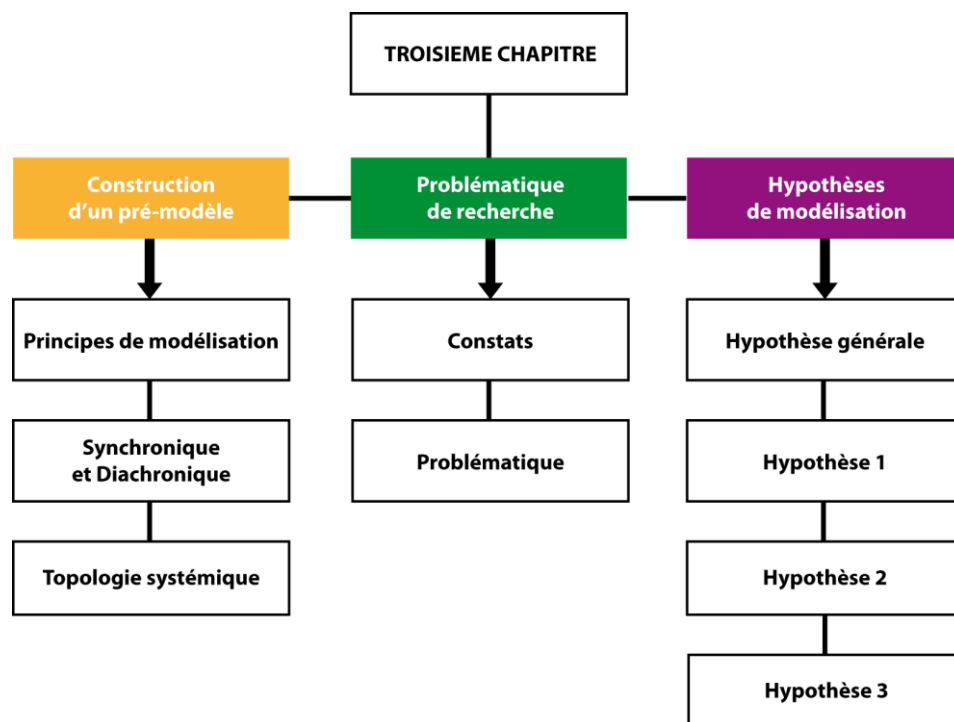 TROISIEME CHAPITRE
Construction
d'un pré-modèle
Problématique
de recherche
Hypothèses
de modélisation
Principes de modélisation
Constats
Hypothèse générale
Synchronique
et Diachronique
Problématique
Hypothèse 1
Topologie systémique
Hypothèse 2
Hypothèse 3